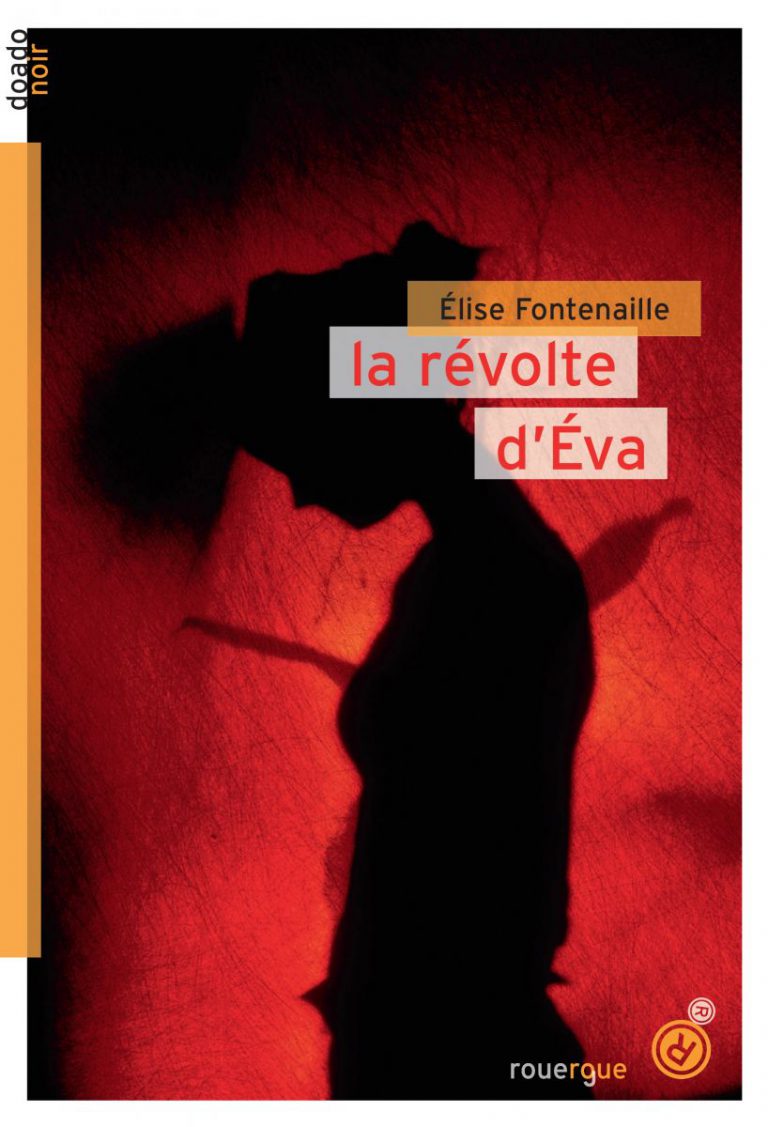 doado
noir
Élise Fontenaille
la révolte
d'Éva
R
R
rouergue